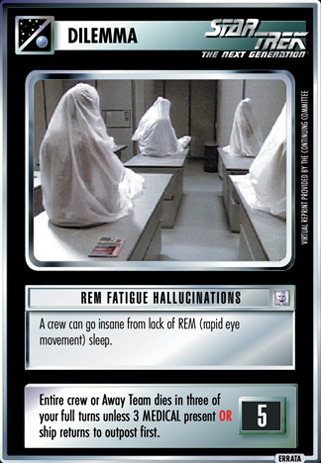 DILEMMA
STAR TREK
THE NEXT GENERATION®
VIRTUAL REPRINT PROVIDED BY THE CONTINUING COMMITTEE
REM FATIGUE HALLUCINATIONS
A crew can go insane from lack of REM (rapid eye
movement) sleep.
Entire crew or Away Team dies in three of
your full turns unless 3 MEDICAL present OR
ship returns to outpost first.
5
ERRATA